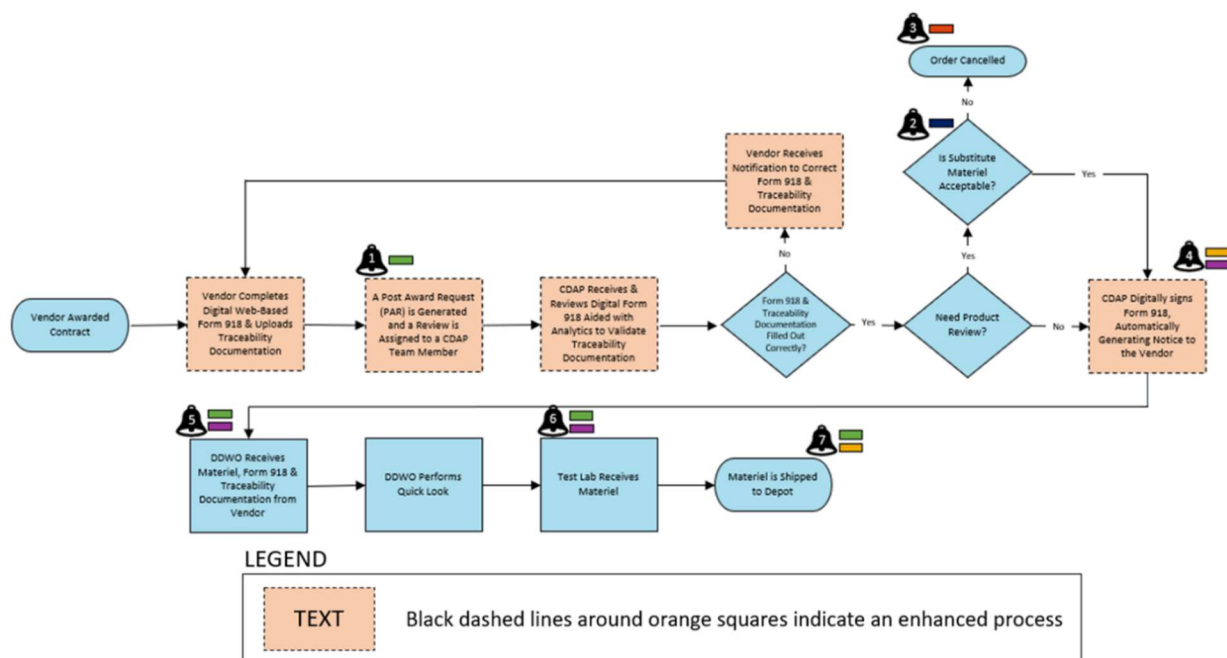 3
Order Cancelled
No
2
Is Substitute
Materiel
Acceptable?
Yes
Vendor Receives
Notification to Correct
Form 918 &
Traceability
Documentation
No
Yes
1
4
Vendor Awarded
Contract
Vendor Completes
Digital Web-Based
Form 918 & Uploads
Traceability
Documentation
A Post Award Request
(PAR) is Generated
and a Review is
Assigned to a CDAP
Team Member
CDAP Receives &
Reviews Digital Form
918 Aided with
Analytics to Validate
Traceability
Documentation
Form 918 &
Traceability
Documentation
Filled Out
Correctly?
Yes
Need Product
Review?
No
CDAP Digitally signs
Form 918,
Automatically
Generating Notice to
the Vendor
5
6
7
DDWO Receives
Materiel, Form 918 &
Traceability
Documentation from
Vendor
DDWO Performs
Quick Look
Test Lab Receives
Materiel
Materiel is Shipped
to Depot
LEGEND
TEXT
Black dashed lines around orange squares indicate an enhanced process